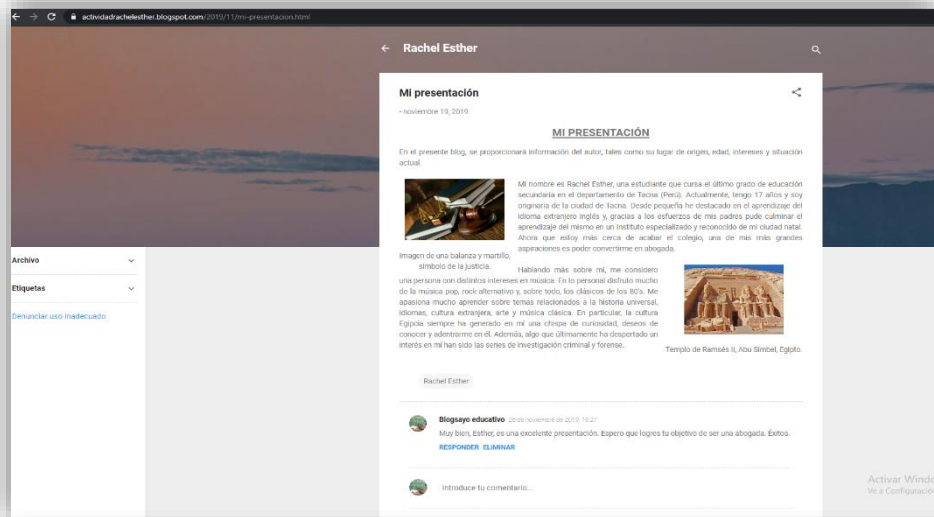 actividadrachelesther.blogspot.com/2019/11/mi-presentacion.html
Rachel Esther
Mi presentación
- noviembre 19, 2019
MI PRESENTACIÓN
En el presente blog, se proporcionará información del autor, tales como su lugar de origen, edad, intereses y situación
actual.
Mi nombre es Rachel Esther, una estudiante que cursa el último grado de educación
secundaria en el departamento de Tacna (Perú). Actualmente, tengo 17 años y soy
originaria de la ciudad de Tacna. Desde pequeña he destacado en el aprendizaje del
idioma extranjero inglés y, gracias a los esfuerzos de mis padres pude culminar el
aprendizaje del mismo en un instituto especializado y reconocido de mi ciudad natal.
Ahora que estoy más cerca de acabar el colegio, una de mis más grandes
aspiraciones es poder convertirme en abogada.
Imagen de una balanza y martillo,
símbolo de la justicia.
Hablando más sobre mí, me considero
una persona con distintos intereses en música. En lo personal disfruto mucho
de la música pop, rock alternativo y, sobre todo, los clásicos de los 80's. Me
apasiona mucho aprender sobre temas relacionados a la historia universal,
idiomas, cultura extranjera, arte y música clásica. En particular, la cultura
Egipcia siempre ha generado en mí una chispa de curiosidad, deseos de
conocer y adentrarme en él. Además, algo que últimamente ha despertado un
interés en mí han sido las series de investigación criminal y forense.
Templo de Ramsés II, Abu Simbel, Egipto.
Archivo
Etiquetas
Denunciar uso inadecuado
Rachel Esther
Blogsayo educativo 26 de noviembre de 2019, 16:21
Muy bien, Esther, es una excelente presentación. Espero que logres tu objetivo de ser una abogada. Éxitos.
RESPONDER ELIMINAR
Introduce tu comentario...
Activar Windo
Ve a Configuració